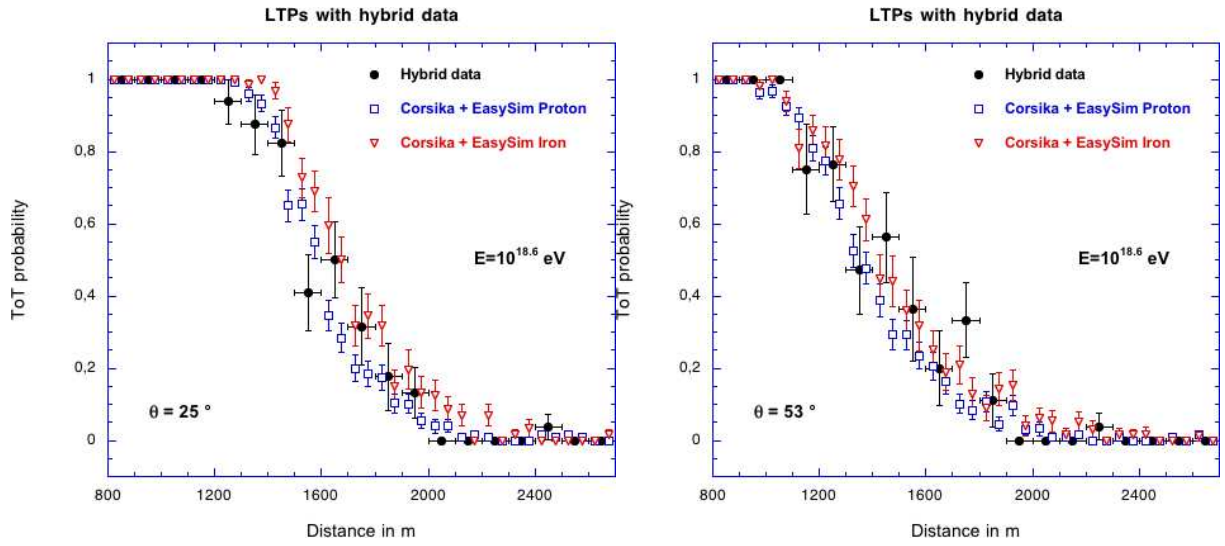 LTPs with hybrid data
1
0,8
0,6
0,4
0,2
0
ToT probability
Hybrid data
Corsika + EasySim Proton
Corsika + EasySim Iron
E=10^18.6 eV
θ = 25 °
800
1200
1600
2000
2400
Distance in m
LTPs with hybrid data
1
0,8
0,6
0,4
0,2
0
ToT probability
Hybrid data
Corsika + EasySim Proton
Corsika + EasySim Iron
E=10^18.6 eV
θ = 53 °
800
1200
1600
2000
2400
Distance in m